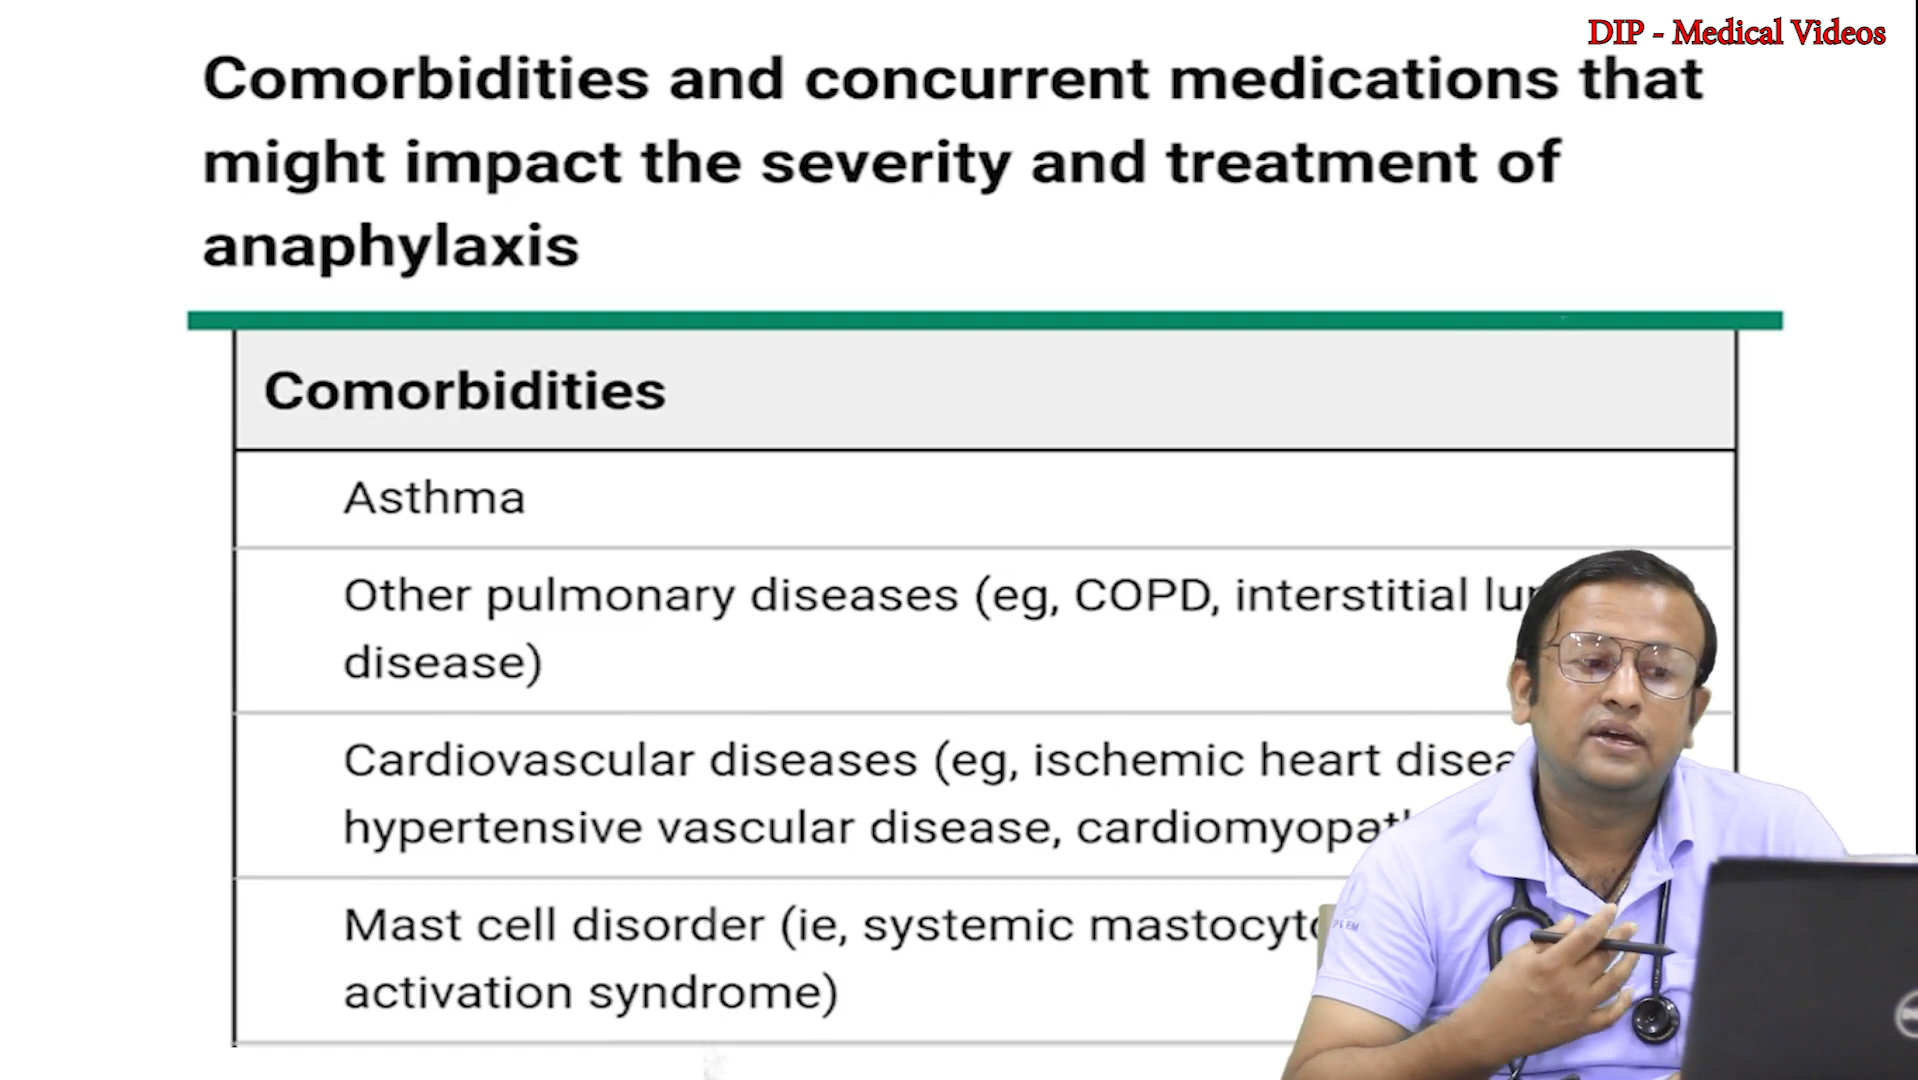 DIP - Medical Videos
Comorbidities and concurrent medications that
might impact the severity and treatment of
anaphylaxis
Comorbidities
Asthma
Other pulmonary diseases (eg, COPD, interstitial
disease)
Cardiovascular diseases (eg, ischemic heart
hypertensive vascular disease,
Mast cell disorder (ie, systemic
activation syndrome)